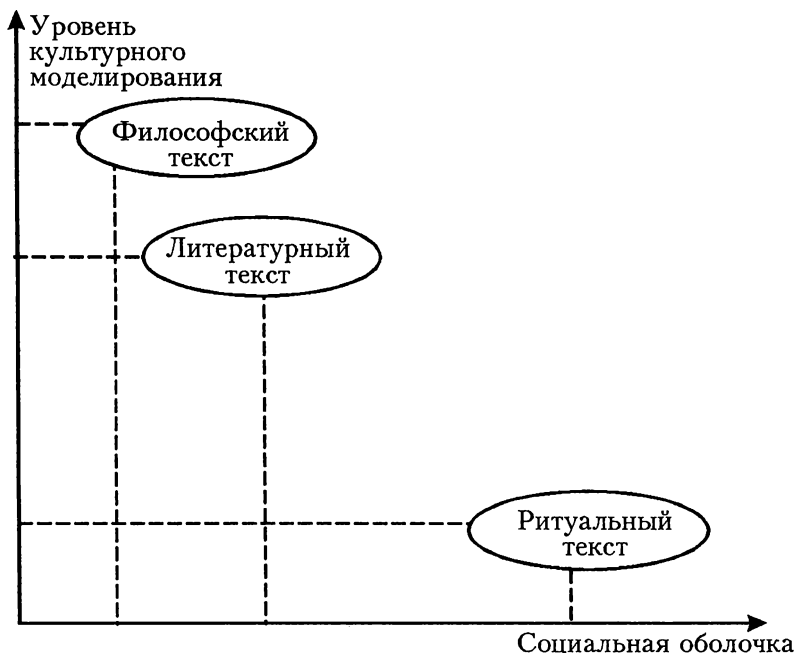 Уровень
культурного
моделирования
Философский
текст
Литературный
текст
Ритуальный
текст
Социальная оболочка